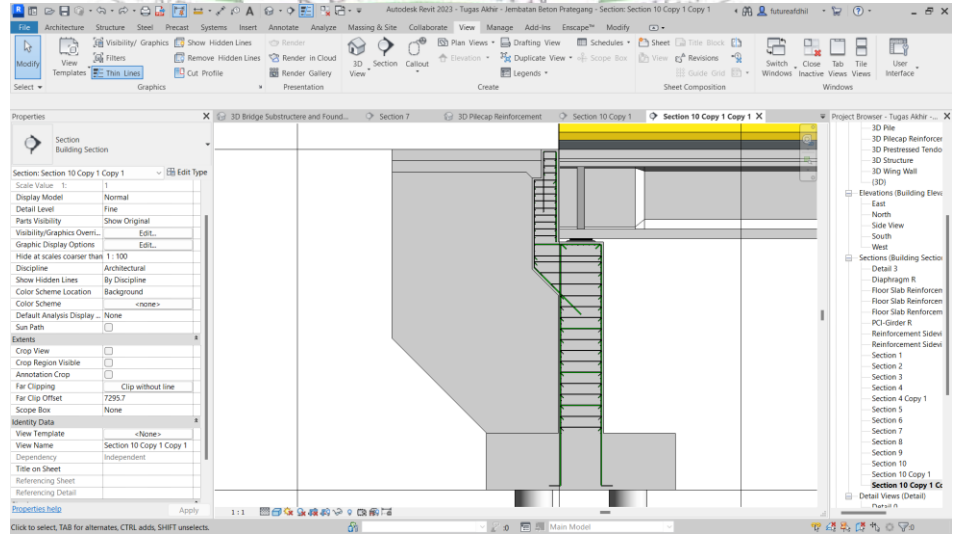 Autodesk Revit 2023 - Tugas Akhir - Jembatan Beton Prategang - Section: Section 10 Copy 1 Copy 1
futureafdhil
File Architecture Structure Steel Precast Systems Insert Annotate Analyze Massing & Site Collaborate View Manage Add-Ins Enscape™ Modify
Modify
View Templates
Visibility/ Graphics
Filters
Thin Lines
Show Hidden Lines
Remove Hidden Lines
Cut Profile
Render
Render in Cloud
Render Gallery
3D View
Section
Callout
Plan Views
Elevation
Drafting View
Duplicate View
Legends
Schedules
Scope Box
Sheet
View
Title Block
Revisions
Guide Grid
Switch Windows
Close Inactive
Tab Views
Tile Views
User Interface
Select
Graphics
Presentation
Create
Sheet Composition
Windows
Properties
3D Bridge Substructere and Found...
Section 7
3D Pilecap Reinforcement
Section 10 Copy 1
Section 10 Copy 1 Copy 1
Project Browser - Tugas Akhir -...
Section
Building Section
Section: Section 10 Copy 1 Copy 1
Edit Type
Scale Value 1: 1
Display Model Normal
Detail Level Fine
Parts Visibility Show Original
Visibility/Graphics Overri... Edit...
Graphic Display Options Edit...
Hide at scales coarser than 1 : 100
Discipline Architectural
Show Hidden Lines By Discipline
Color Scheme Location Background
Color Scheme <none>
Default Analysis Display ... None
Sun Path
Extents
Crop View
Crop Region Visible
Annotation Crop
Far Clipping Clip without line
Far Clip Offset 7295.7
Scope Box None
Identity Data
View Template <None>
View Name Section 10 Copy 1 Copy 1
Dependency Independent
Title on Sheet
Referencing Sheet
Referencing Detail
Properties help
Apply
3D Pile
3D Pilecap Reinforcer
3D Prestressed Tendo
3D Structure
3D Wing Wall
{3D}
Elevations (Building Eleva
East
North
Side View
South
West
Sections (Building Section
Detail 3
Diaphragm R
Floor Slab Reinforcen
Floor Slab Reinforcen
Floor Slab Renforcem
PCI-Girder R
Reinforcement Sidevi
Reinforcement Sidevi
Section 1
Section 2
Section 3
Section 4
Section 4 Copy 1
Section 5
Section 6
Section 7
Section 8
Section 9
Section 10
Section 10 Copy 1
Section 10 Copy 1 Co
Detail Views (Detail)
Detail 0
1 : 1
Click to select, TAB for alternates, CTRL adds, SHIFT unselects.
:0
Main Model
:0